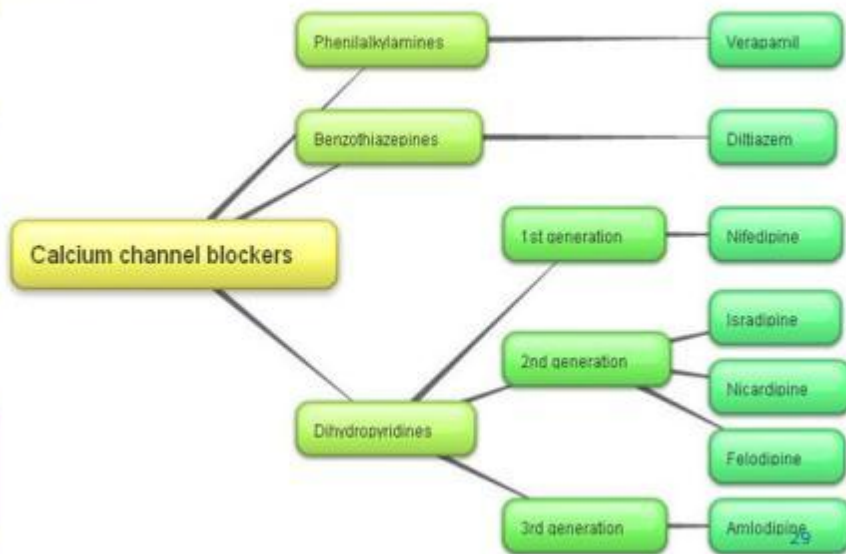 Phenilalkylamines
Verapamil
Benzothiazepines
Diltiazem
Calcium channel blockers
1st generation
Nifedipine
Isradipine
2nd generation
Nicardipine
Dihydropyridines
Felodipine
3rd generation
Amlodipine
29